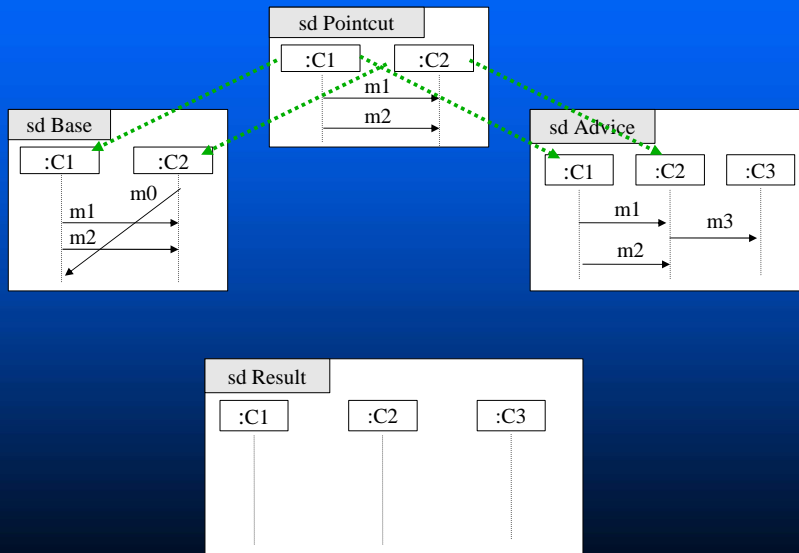 sd Pointcut
:C1 :C2
m1
m2
sd Base
:C1 :C2
m0
m1
m2
sd Advice
:C1 :C2 :C3
m1
m3
m2
sd Result
:C1 :C2 :C3